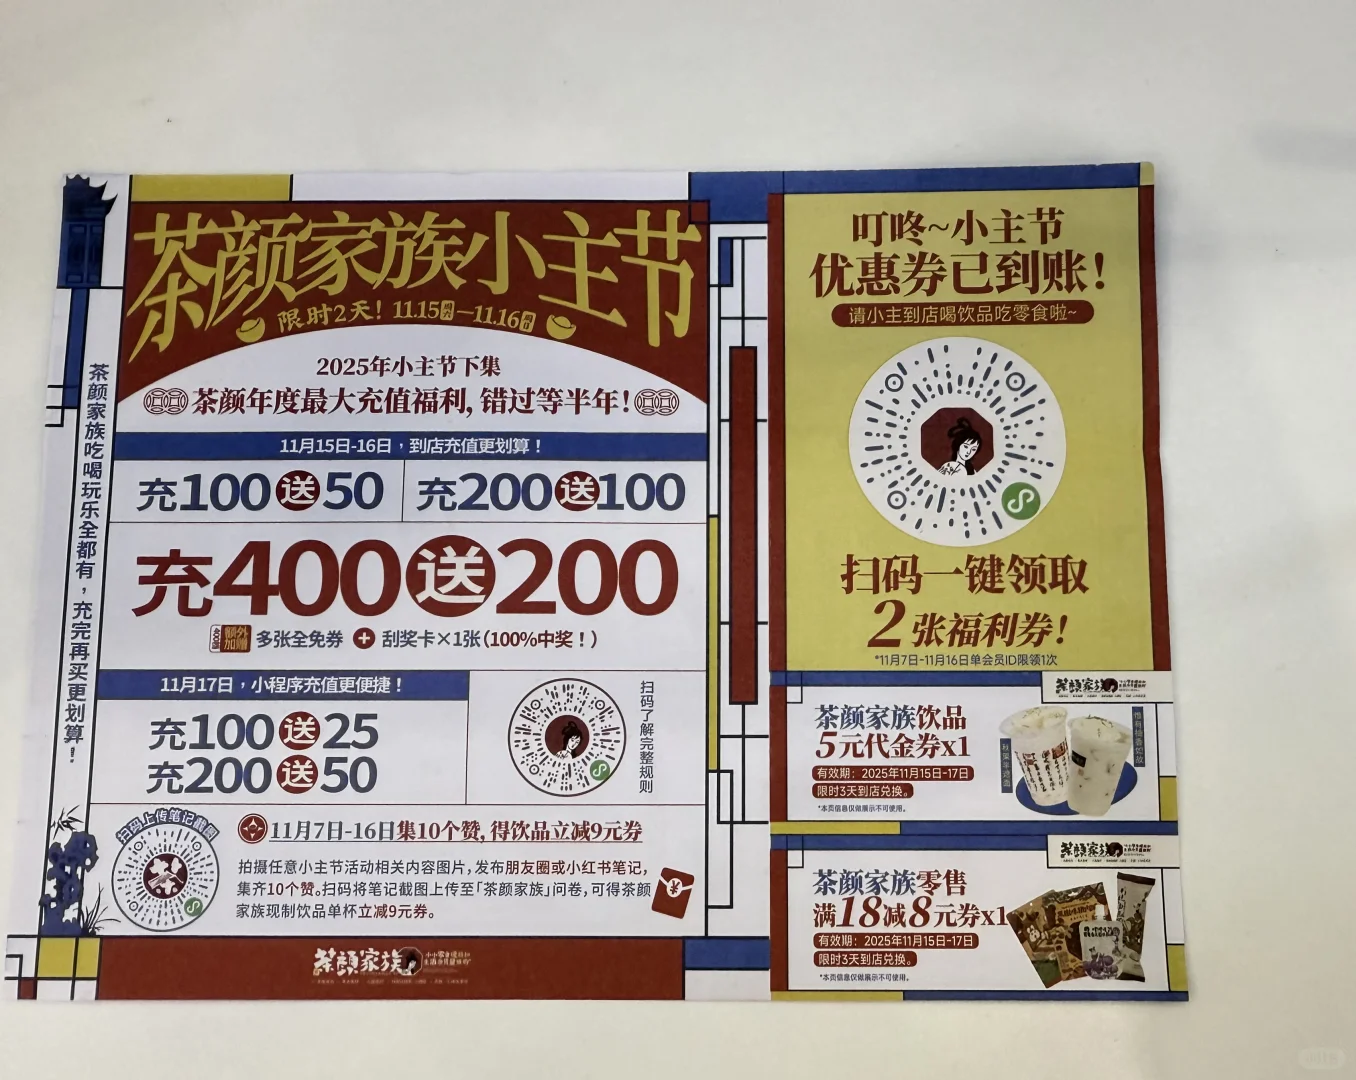 茶颜家族小主节
限时2天！11.15周六—11.16周日
2025年小主节下集
茶颜年度最大充值福利，错过等半年！
11月15日-16日，到店充值更划算！
充100送50
充200送100
充400送200
额外加赠 多张全免券 + 刮奖卡×1张（100%中奖！）
11月17日，小程序充值更便捷！
充100送25
充200送50
扫码了解完整规则
扫码上传笔记截图
11月7日-16日集10个赞，得饮品立减9元券
拍摄任意小主节活动相关内容图片，发布朋友圈或小红书笔记，
集齐10个赞。扫码将笔记截图上传至「茶颜家族」问卷，可得茶颜
家族现制饮品单杯立减9元券。
茶颜家族吃喝玩乐全都有，充完再买更划算！
茶颜家族
叮咚~小主节
优惠券已到账！
请小主到店喝饮品吃零食啦~
扫码一键领取
2张福利券！
*11月7日-11月16日单会员ID限领1次
茶颜家族
茶颜家族饮品
5元代金券x1
有效期：2025年11月15日-17日
限时3天到店兑换。
*本页信息仅做展示不可使用。
茶颜家族
茶颜家族零售
满18减8元券x1
有效期：2025年11月15日-17日
限时3天到店兑换。
*本页信息仅做展示不可使用。